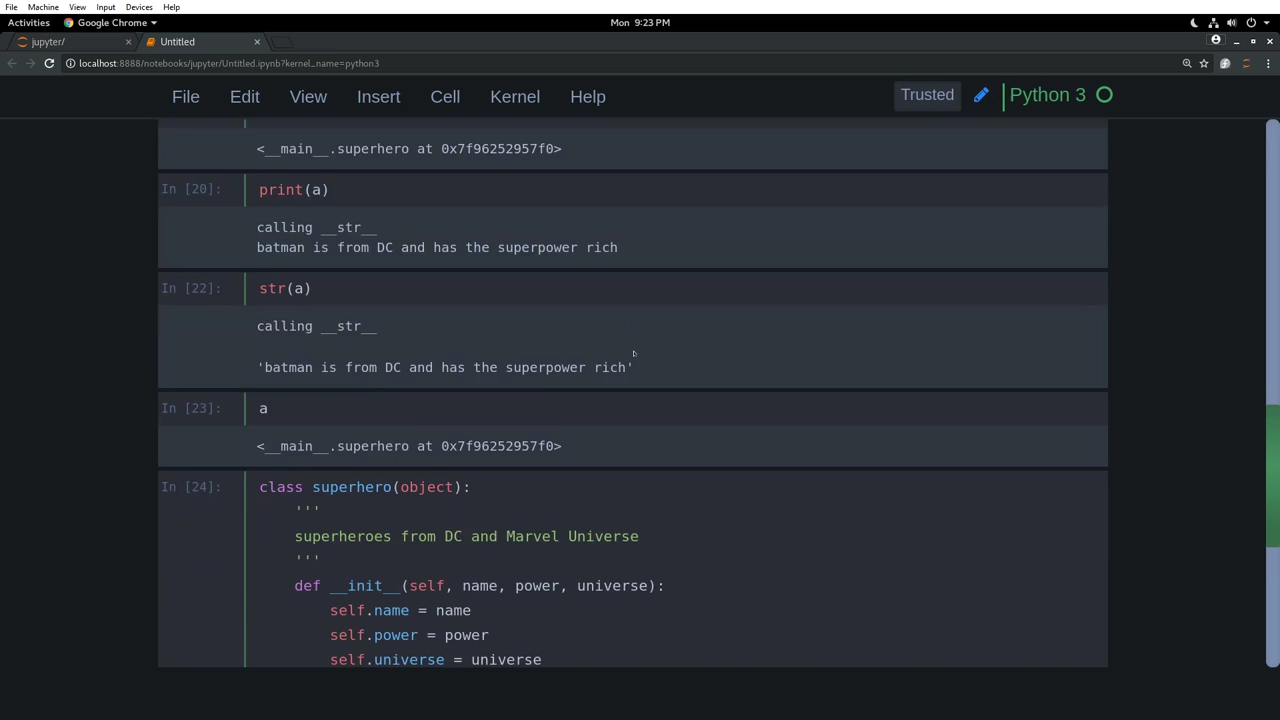 File Machine View Input Devices Help
Activities Google Chrome Mon 9:23 PM
jupyter/ Untitled
localhost:8888/notebooks/jupyter/Untitled.ipynb?kernel_name=python3
File Edit View Insert Cell Kernel Help Trusted Python 3
<__main__.superhero at 0x7f96252957f0>
In [20]: print(a)
calling __str__
batman is from DC and has the superpower rich
In [22]: str(a)
calling __str__
'batman is from DC and has the superpower rich'
In [23]: a
<__main__.superhero at 0x7f96252957f0>
In [24]: class superhero(object):
'''
superheroes from DC and Marvel Universe
'''
def __init__(self, name, power, universe):
self.name = name
self.power = power
self.universe = universe